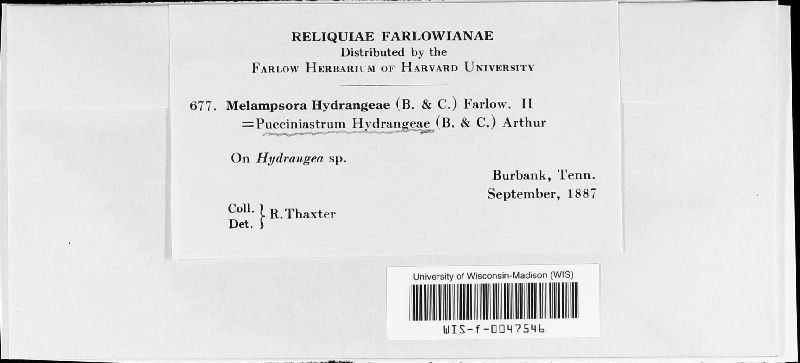 RELIQUIAE FARLOWIANAE
Distributed by the
FARLOW HERBARIUM OF HARVARD UNIVERSITY
677. Melampsora Hydrangeae (B. & C.) Farlow. II
=Pucciniastrum Hydrangeae (B. & C.) Arthur
On Hydrangea sp.
Burbank, Tenn.
September, 1887
Coll. } R. Thaxter
Det.
University of Wisconsin-Madison (WIS)
WIS-f-0047546